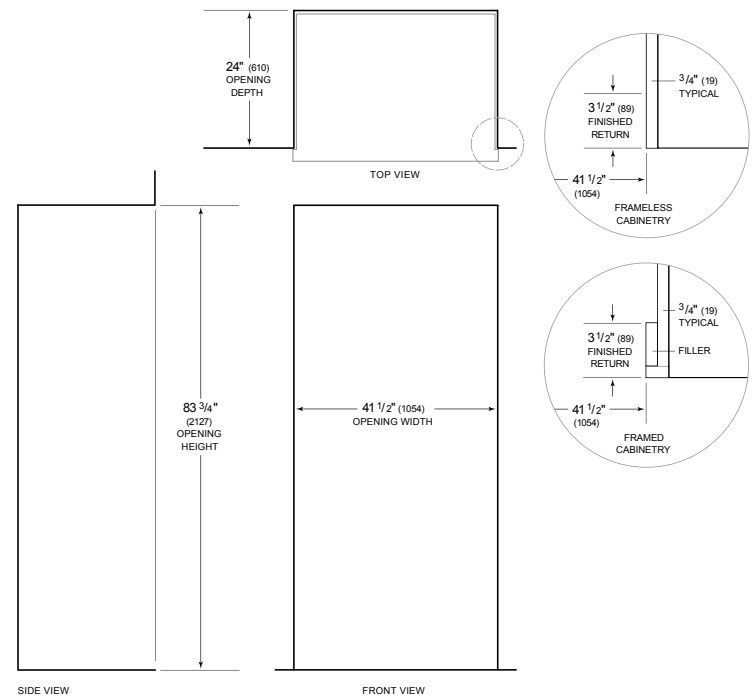 24" (610)
OPENING
DEPTH
TOP VIEW
3/4" (19)
TYPICAL
3 1/2" (89)
FINISHED
RETURN
41 1/2"
(1054)
FRAMELESS
CABINETRY
3/4" (19)
TYPICAL
3 1/2" (89)
FINISHED
RETURN
FILLER
41 1/2"
(1054)
FRAMED
CABINETRY
83 3/4"
(2127)
OPENING
HEIGHT
41 1/2" (1054)
OPENING WIDTH
SIDE VIEW
FRONT VIEW